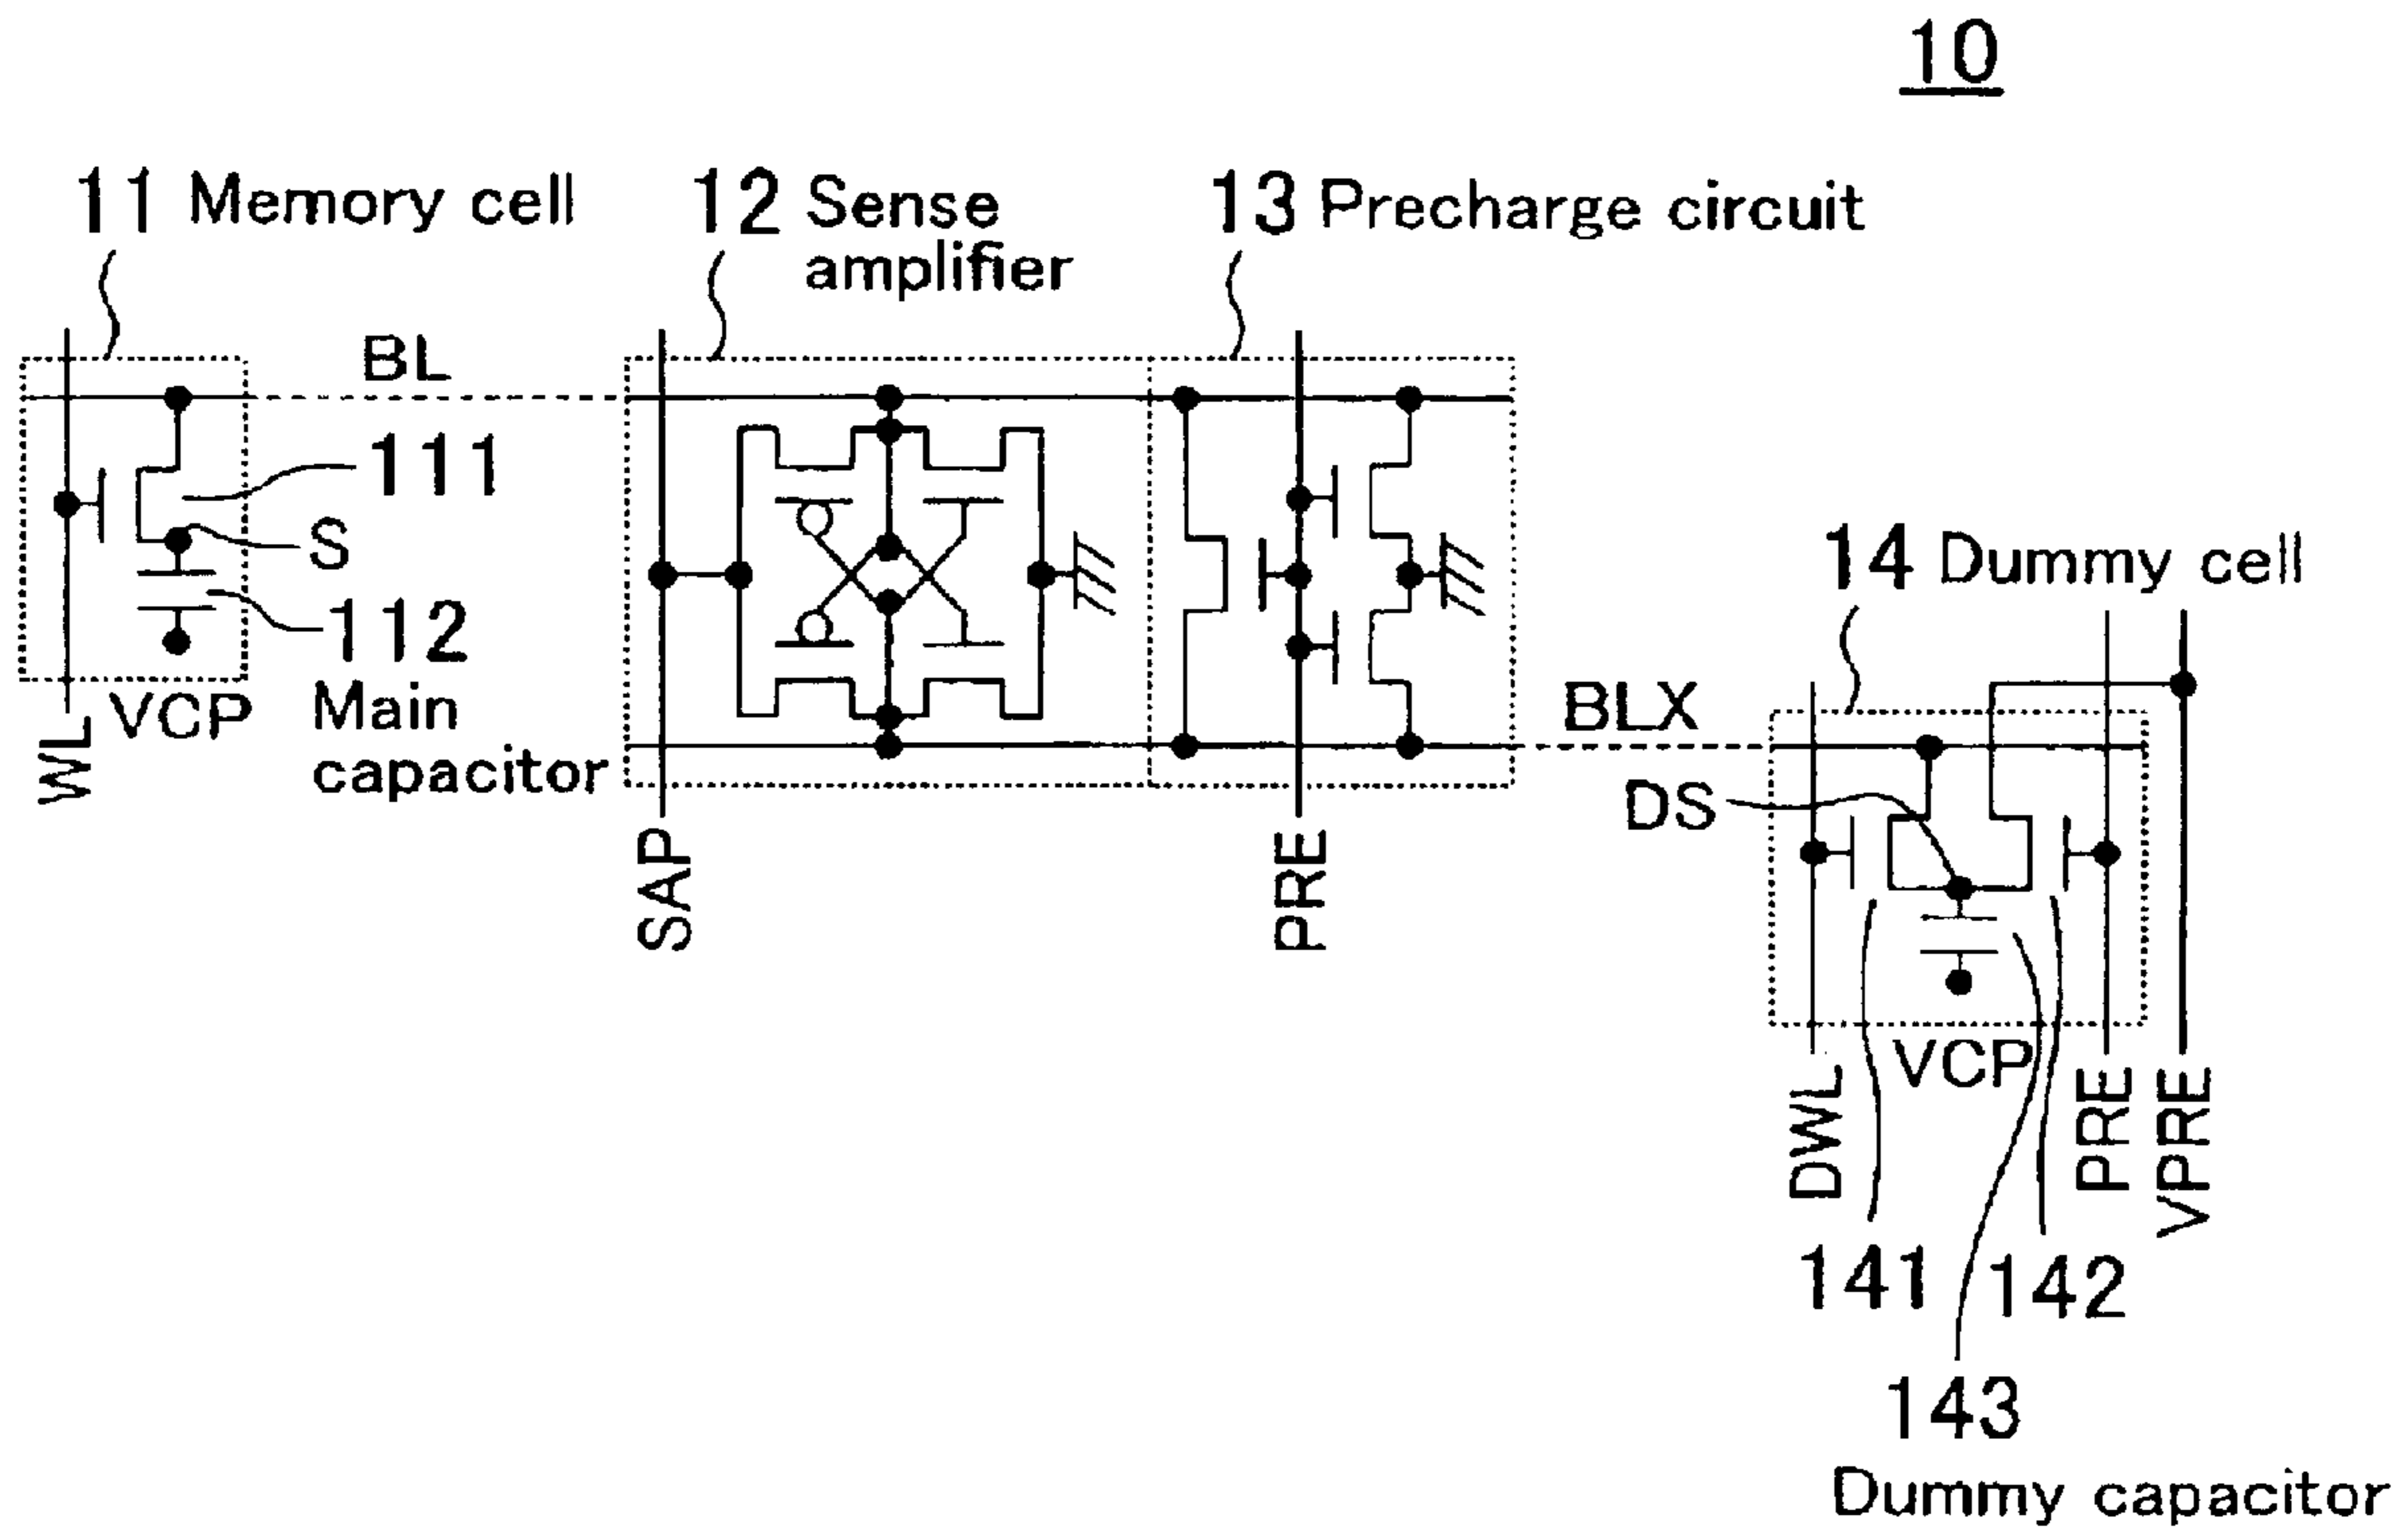 10
11 Memory cell
12 Sense
amplifier
13 Precharge circuit
BL
111
S
112
Main
capacitor
VCP
WL
SAP
PRE
BLX
DS
14 Dummy cell
VCP
DWL
PRE
VPRE
141
142
143
Dummy capacitor